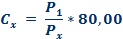 Cₓ = P₁ / Pₓ * 80,00